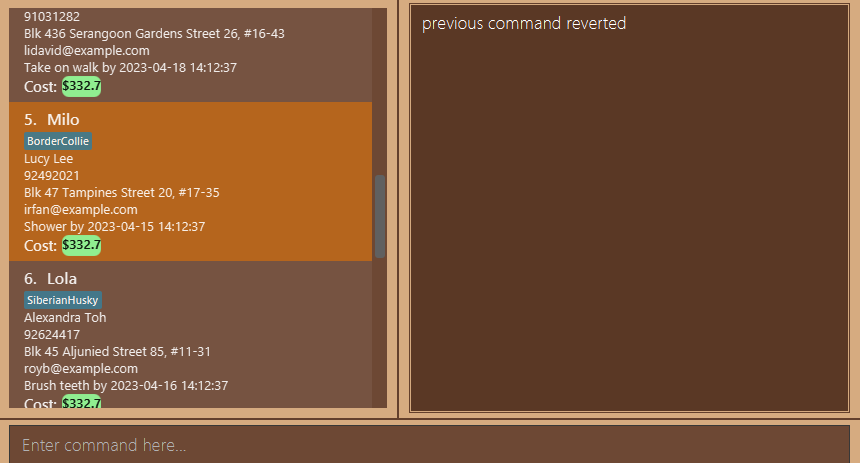 91031282
Blk 436 Serangoon Gardens Street 26, #16-43
lidavid@example.com
Take on walk by 2023-04-18 14:12:37
Cost: $332.7
5. Milo
BorderCollie
Lucy Lee
92492021
Blk 47 Tampines Street 20, #17-35
irfan@example.com
Shower by 2023-04-15 14:12:37
Cost: $332.7
6. Lola
SiberianHusky
Alexandra Toh
92624417
Blk 45 Aljunied Street 85, #11-31
royb@example.com
Brush teeth by 2023-04-16 14:12:37
Cost: $332.7
previous command reverted
Enter command here...